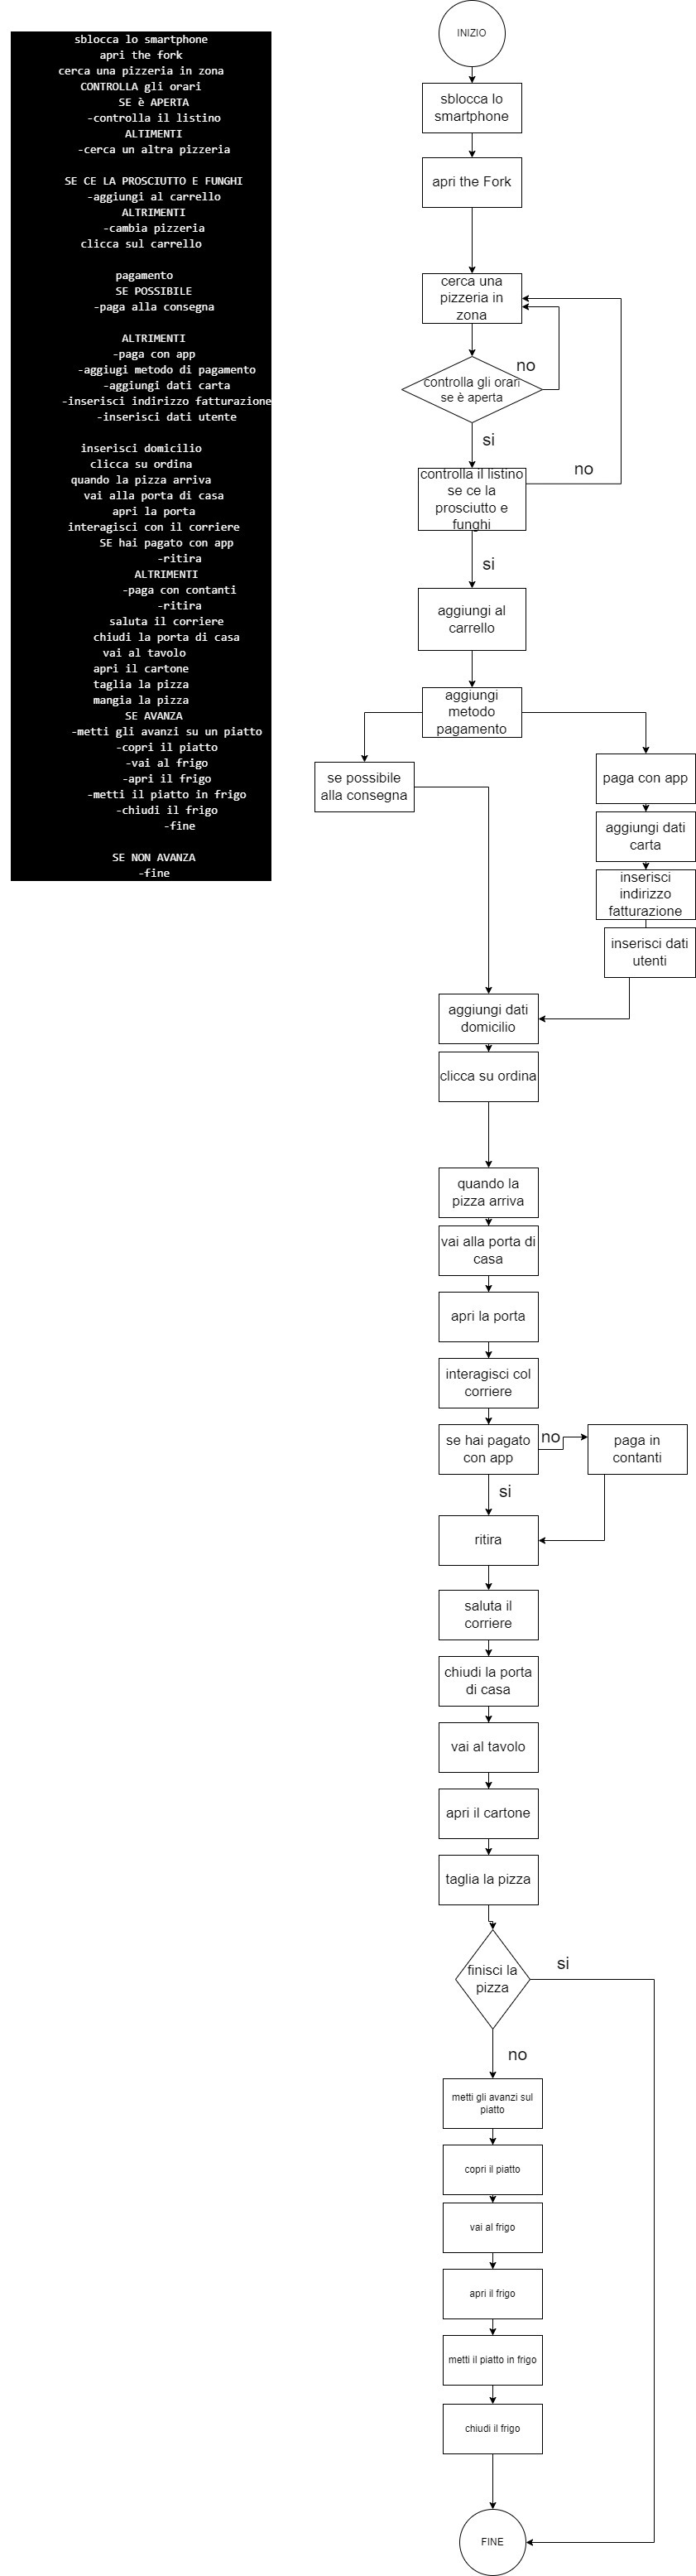 sblocca lo smartphone
apri the fork
cerca una pizzeria in zona
CONTROLLA gli orari
SE è APERTA
-controlla il listino
ALTIMENTI
-cerca un altra pizzeria
SE CE LA PROSCIUTTO E FUNGHI
-aggiungi al carrello
ALTRIMENTI
-cambia pizzeria
clicca sul carrello
pagamento
SE POSSIBILE
-paga alla consegna
ALTRIMENTI
-paga con app
-aggiugi metodo di pagamento
-aggiungi dati carta
-inserisci indirizzo fatturazione
-inserisci dati utente
inserisci domicilio
clicca su ordina
quando la pizza arriva
vai alla porta di casa
apri la porta
interagisci con il corriere
SE hai pagato con app
-ritira
ALTRIMENTI
-paga con contanti
-ritira
saluta il corriere
chiudi la porta di casa
vai al tavolo
apri il cartone
taglia la pizza
mangia la pizza
SE AVANZA
-metti gli avanzi su un piatto
-copri il piatto
-vai al frigo
-apri il frigo
-metti il piatto in frigo
-chiudi il frigo
-fine
SE NON AVANZA
-fine
INIZIO
sblocca lo
smartphone
apri the Fork
cerca una
pizzeria in
zona
controlla gli orari
se è aperta
no
si
controlla il listino
se ce la
prosciutto e
funghi
no
si
aggiungi al
carrello
aggiungi
metodo
pagamento
se possibile
alla consegna
paga con app
aggiungi dati
carta
inserisci
indirizzo
fatturazione
inserisci dati
utenti
aggiungi dati
domicilio
clicca su ordina
quando la
pizza arriva
vai alla porta di
casa
apri la porta
interagisci col
corriere
se hai pagato
con app
no
paga in
contanti
si
ritira
saluta il
corriere
chiudi la porta
di casa
vai al tavolo
apri il cartone
taglia la pizza
finisci la
pizza
si
no
metti gli avanzi sul
piatto
copri il piatto
vai al frigo
apri il frigo
metti il piatto in frigo
chiudi il frigo
FINE